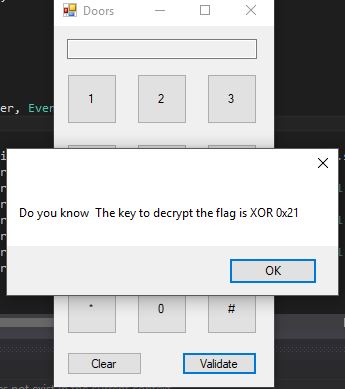 Doors
er, Even
1
2
3
Do you know  The key to decrypt the flag is XOR 0x21
OK
*
0
#
Clear
Validate